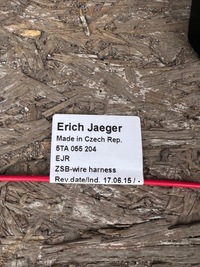 Erich Jaeger
Made in Czech Rep.
5TA 055 204
EJR
ZSB-wire harness
Rev.date/Ind. 17.06.15 / -